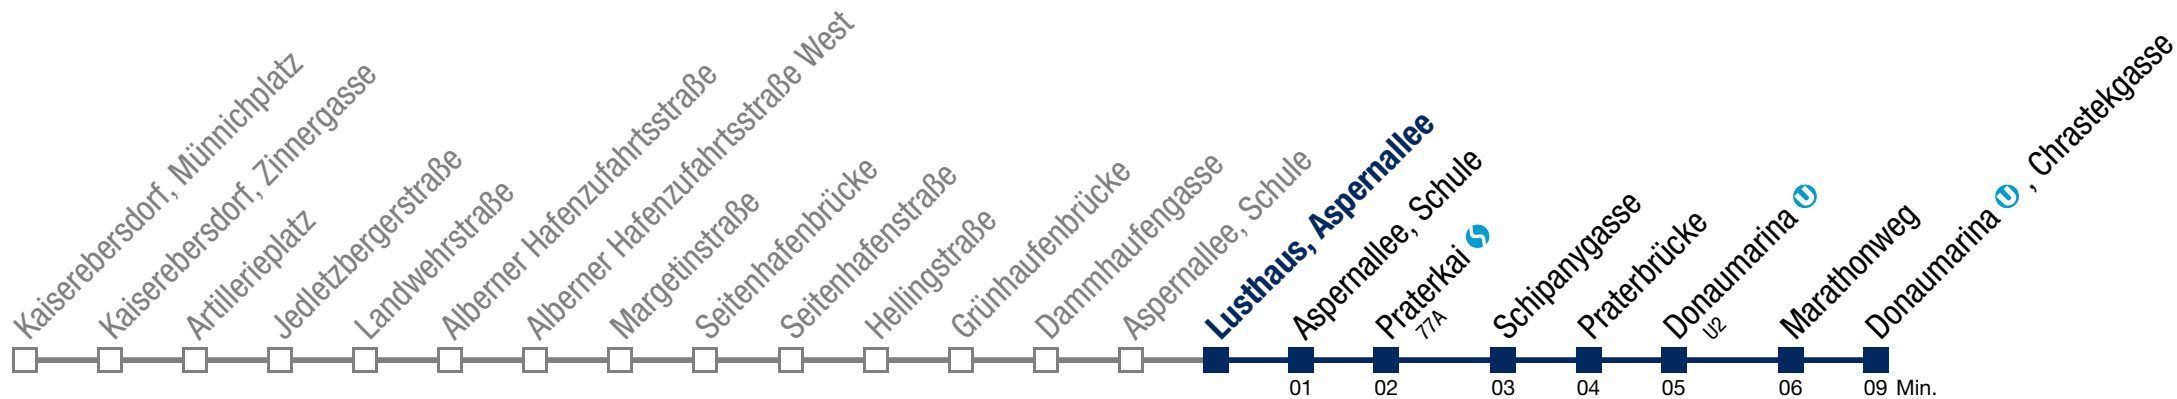 Kaiserebersdorf, Münnichplatz
Kaiserebersdorf, Zinnergasse
Artillerieplatz
Jedletzbergerstraße
Landwehrstraße
Alberner Hafenzufahrtsstraße
Alberner Hafenzufahrtsstraße West
Margetinstraße
Seitenhafenbrücke
Seitenhafenstraße
Hellingstraße
Grünhaufenbrücke
Dammhaufengasse
Aspernallee, Schule
Lusthaus, Aspernallee
Aspernallee, Schule
Praterkai
77A
Schipanygasse
Praterbrücke
Donaumarina U
U2
Marathonweg
Donaumarina U, Chrastekgasse
01 02 03 04 05 06 09 Min.